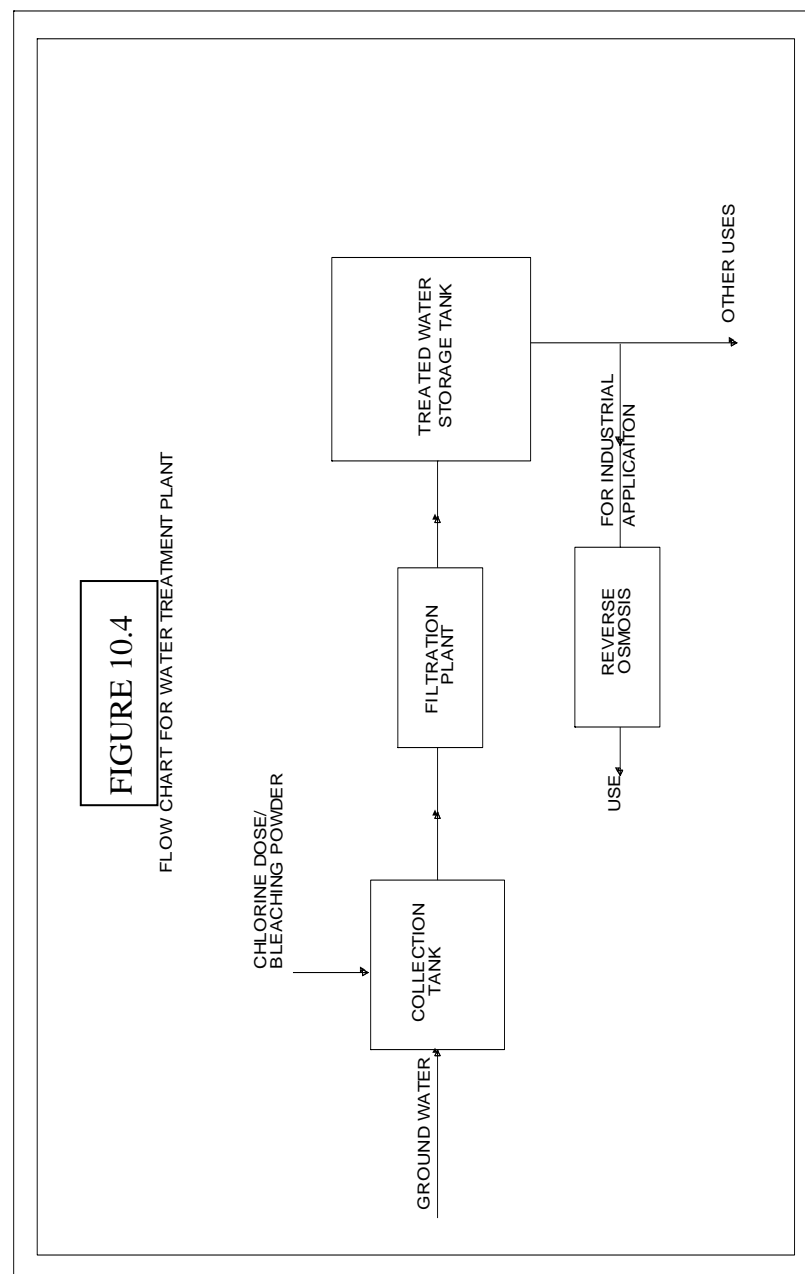 FIGURE 10.4
FLOW CHART FOR WATER TREATMENT PLANT
CHLORINE DOSE/
BLEACHING POWDER
GROUND WATER
COLLECTION
TANK
FILTRATION
PLANT
TREATED WATER
STORAGE TANK
FOR INDUSTRIAL
APPLICAITON
OTHER USES
REVERSE
OSMOSIS
USE